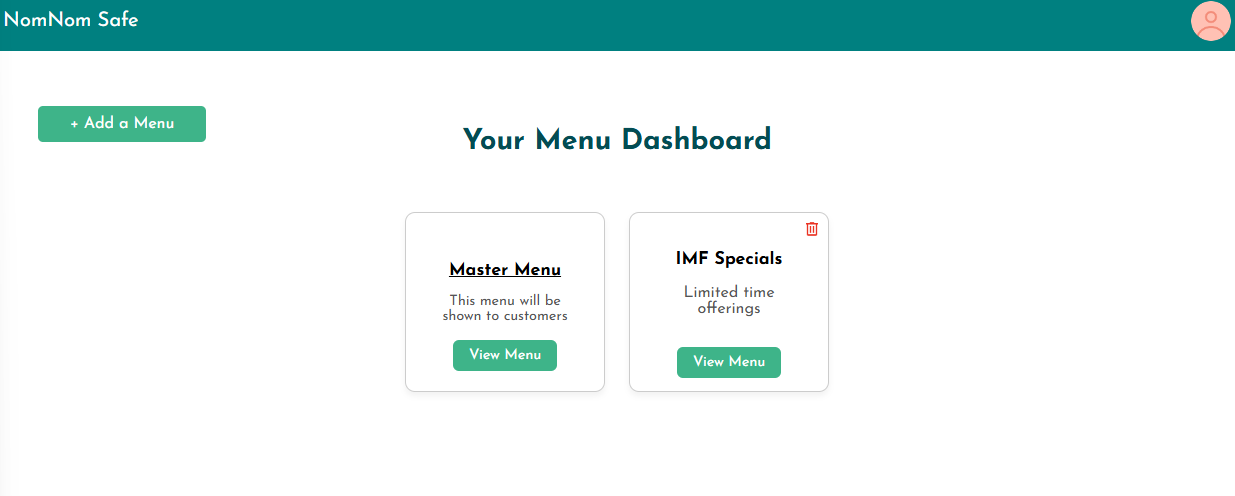 NomNom Safe
+ Add a Menu
Your Menu Dashboard
Master Menu
This menu will be
shown to customers
View Menu
IMF Specials
Limited time
offerings
View Menu